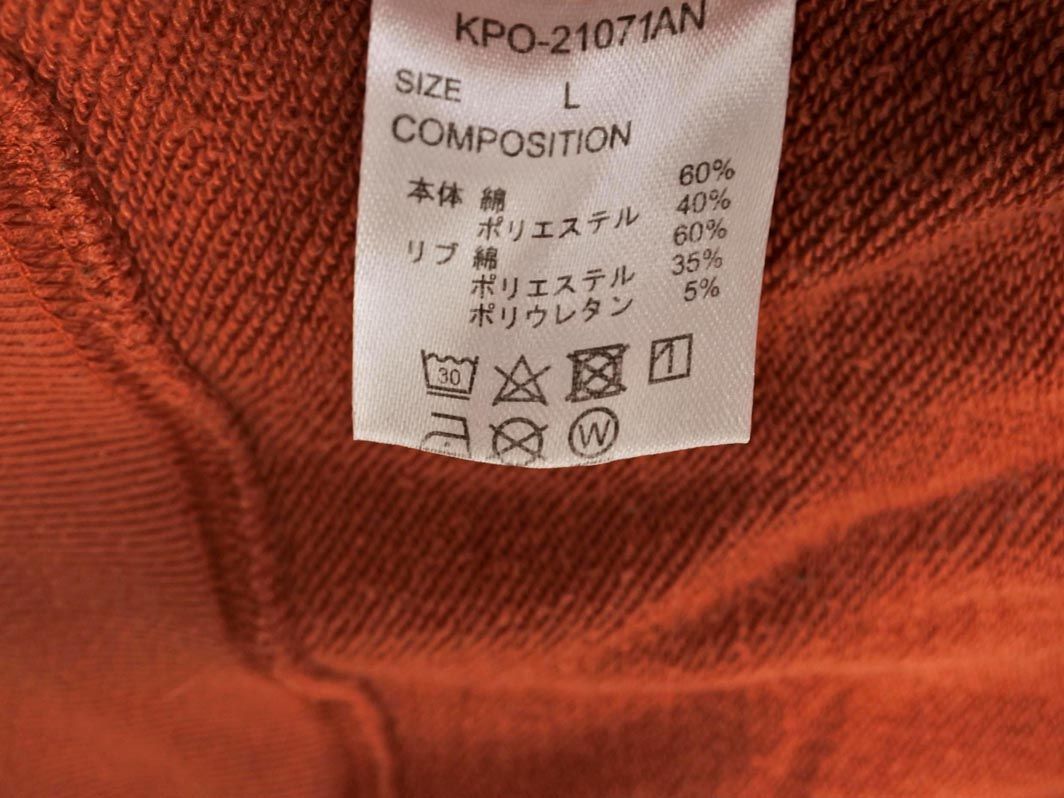 KPO-21071AN
SIZE L
COMPOSITION
本体 綿 60%
ポリエステル 40%
リブ 綿 60%
ポリエステル 35%
ポリウレタン 5%
30
W